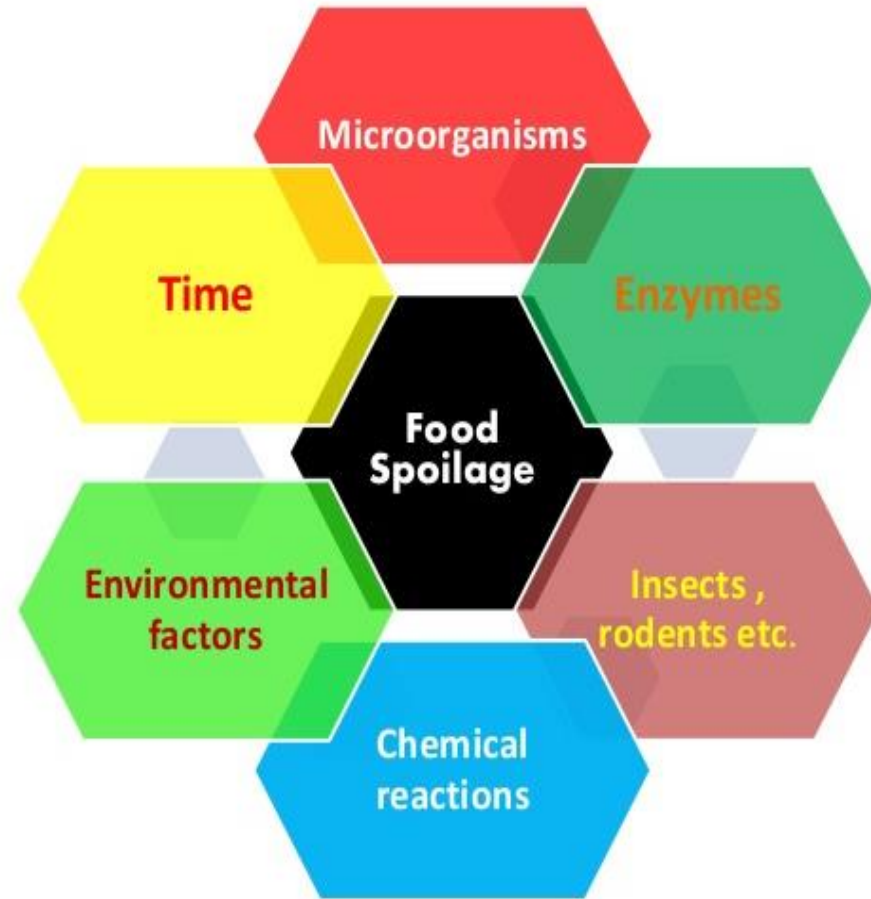 Microorganisms
Time
Enzymes
Food
Spoilage
Environmental
factors
Insects ,
rodents etc.
Chemical
reactions